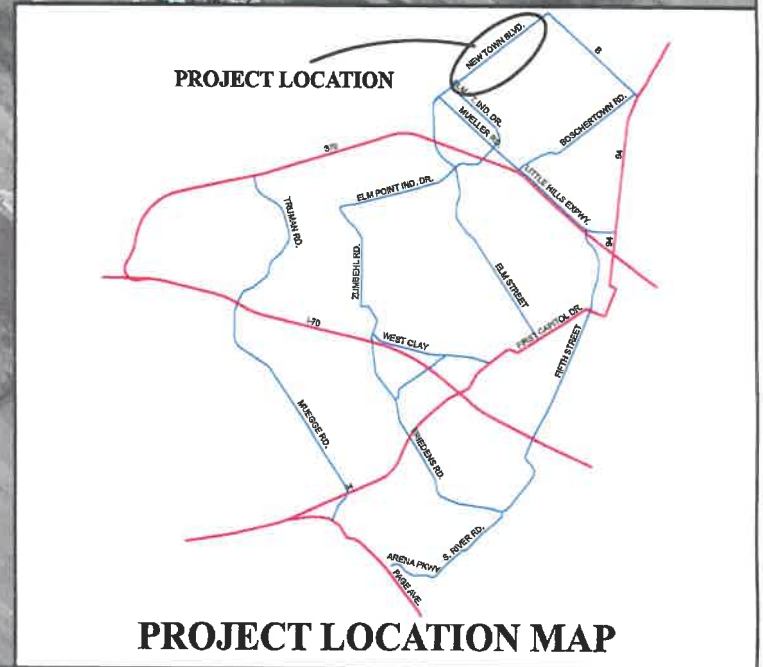 NEW TOWN BLVD.
B
PROJECT LOCATION
IND. DR.
MUELLER RD.
BOSCHERTOWN RD.
370
94
ELM POINT IND. DR.
LITTLE HILLS EXPWY.
TRUMAN RD.
94
ZUMBEHL RD.
ELM STREET
I-70
WEST CLAY
FIRST CAPITOL DR.
FIFTH STREET
MUEGGE RD.
FRIEDENS RD.
S. RIVER RD.
ARENA PKWY
PAGE AVE.
PROJECT LOCATION MAP